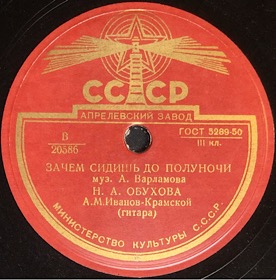 СССР
АПРЕЛЕВСКИЙ ЗАВОД
В
20586
ГОСТ 5289-50
III кл.
ЗАЧЕМ СИДИШЬ ДО ПОЛУНОЧИ
муз. А. Варламова
Н. А. ОБУХОВА
А.М.Иванов-Крамской
(гитара)
МИНИСТЕРСТВО КУЛЬТУРЫ С.С.С.Р.